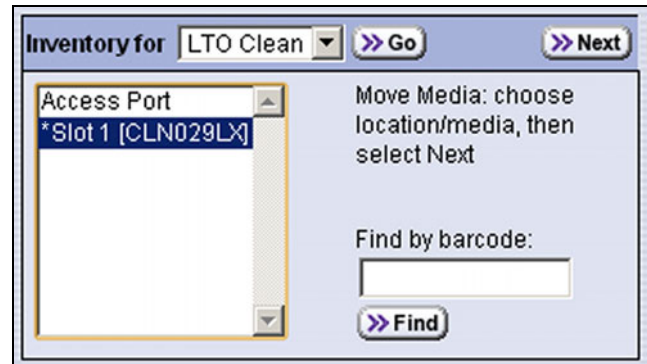 Inventory for LTO Clean >> Go >> Next
Access Port
*Slot 1 [CLN029LX]
Move Media: choose
location/media, then
select Next
Find by barcode:
>> Find